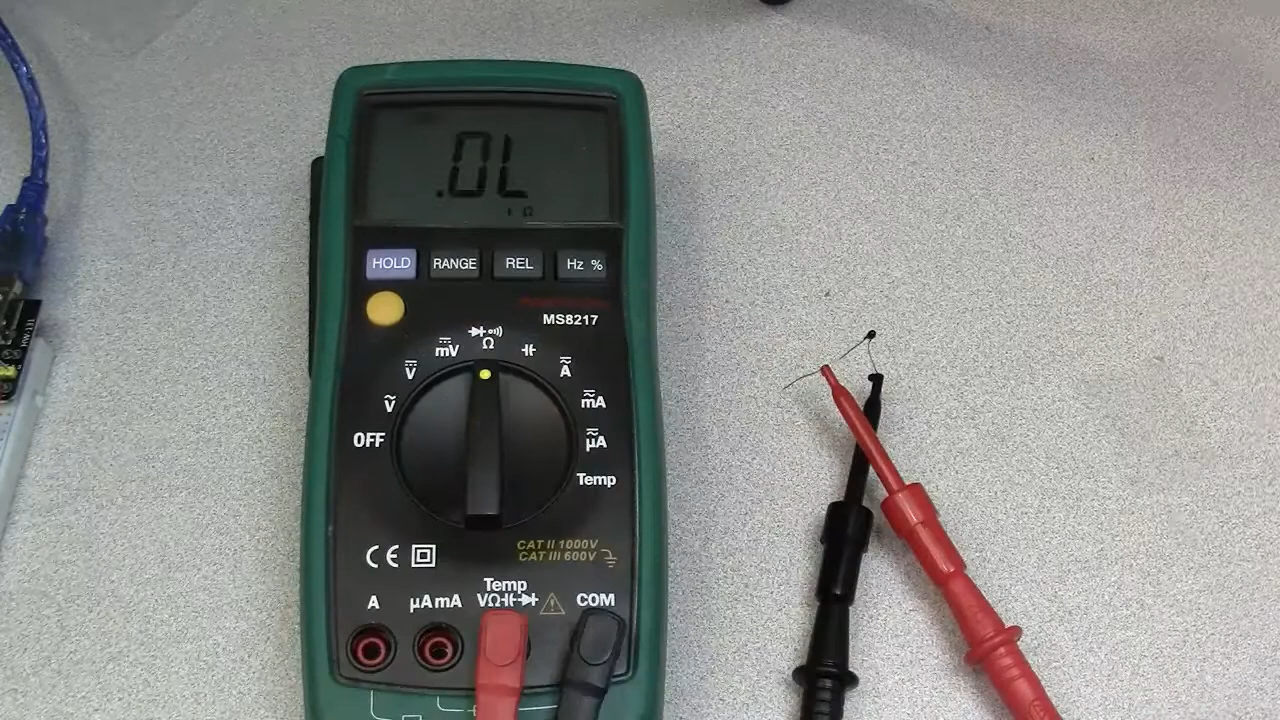 .0L
Ω
HOLD
RANGE
REL
Hz %
MS8217
Ω
mV
V
V
OFF
A
mA
µA
Temp
CAT II 1000V
CAT III 600V
CE
Temp
A
µA mA
VΩ
COM